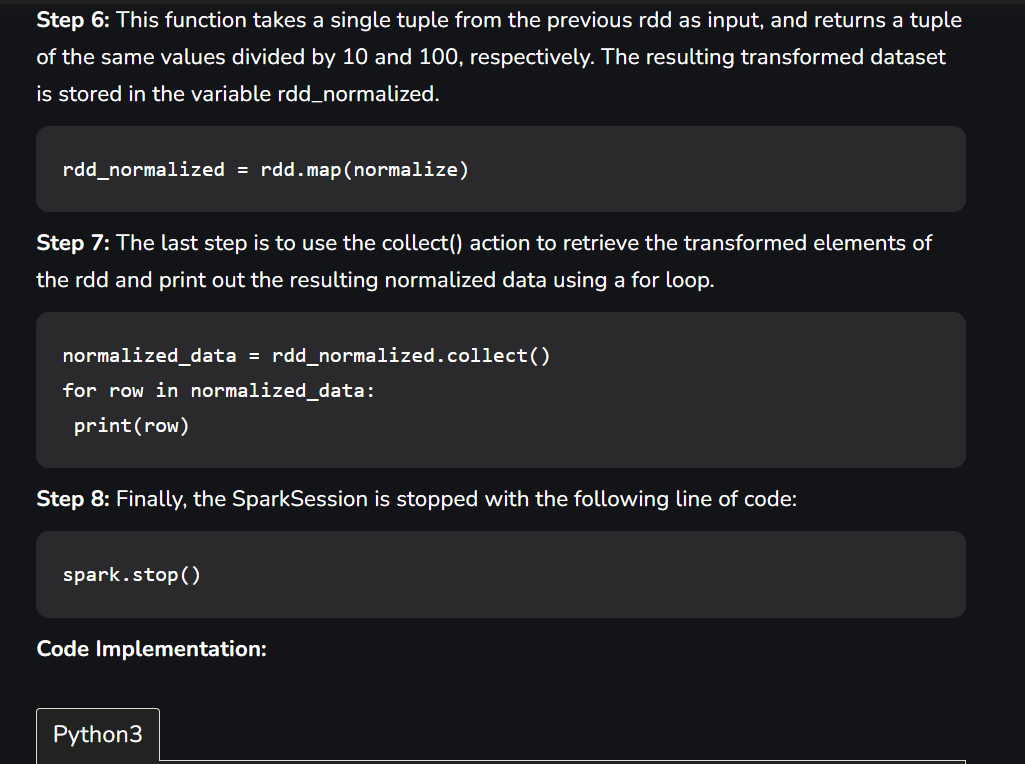 Step 6: This function takes a single tuple from the previous rdd as input, and returns a tuple
of the same values divided by 10 and 100, respectively. The resulting transformed dataset
is stored in the variable rdd_normalized.
rdd_normalized = rdd.map(normalize)
Step 7: The last step is to use the collect() action to retrieve the transformed elements of
the rdd and print out the resulting normalized data using a for loop.
normalized_data = rdd_normalized.collect()
for row in normalized_data:
 print(row)
Step 8: Finally, the SparkSession is stopped with the following line of code:
spark.stop()
Code Implementation:
Python3